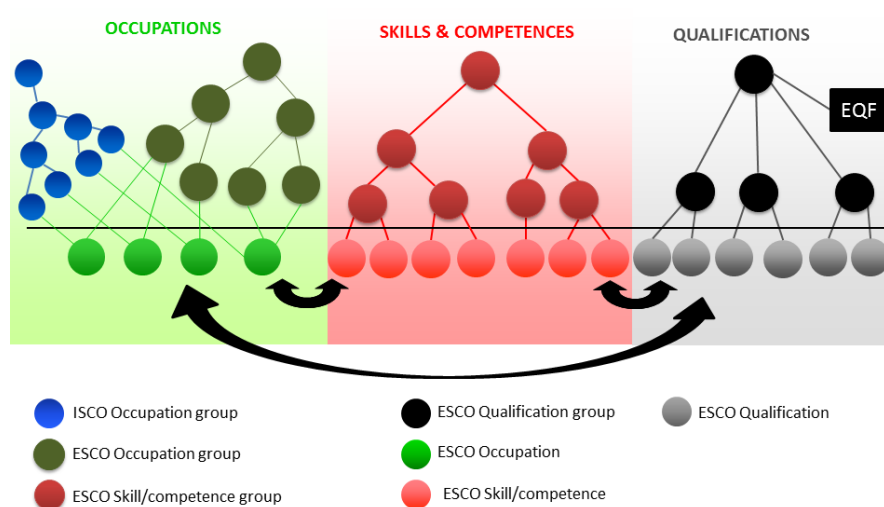 OCCUPATIONS
SKILLS & COMPETENCES
QUALIFICATIONS
EQF
ISCO Occupation group
ESCO Qualification group
ESCO Qualification
ESCO Occupation group
ESCO Occupation
ESCO Skill/competence group
ESCO Skill/competence